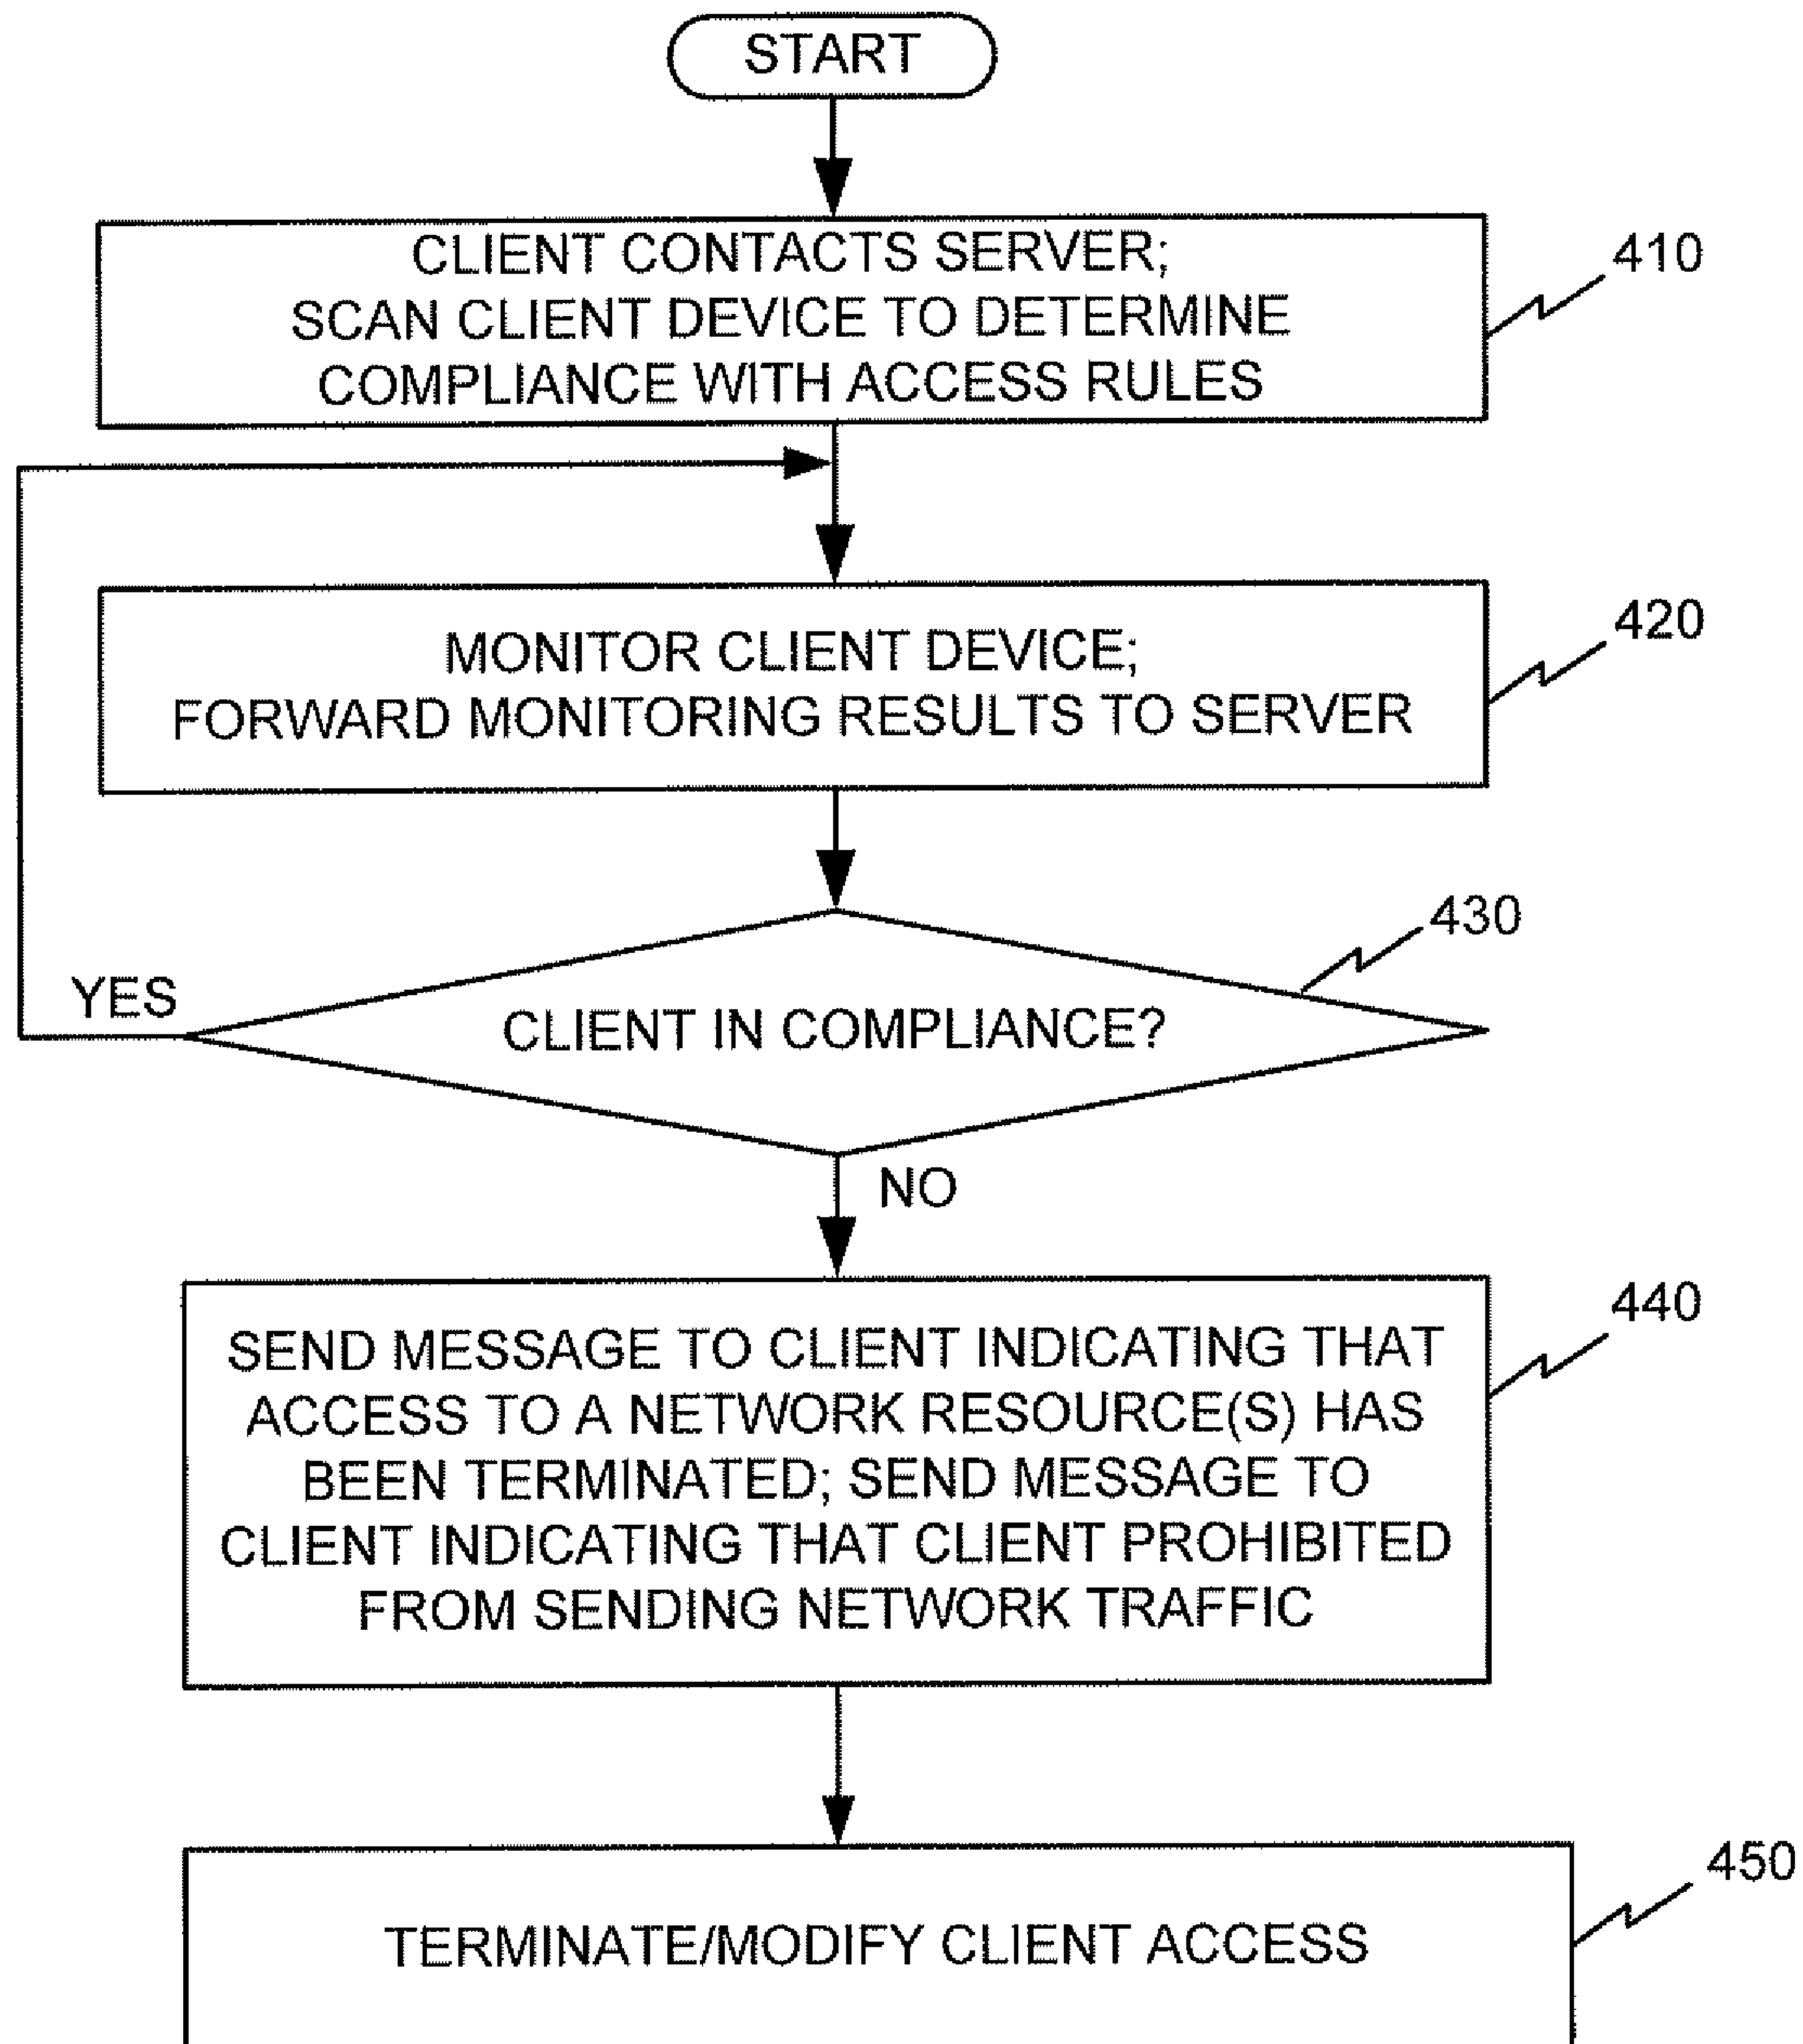 START
CLIENT CONTACTS SERVER;
SCAN CLIENT DEVICE TO DETERMINE
COMPLIANCE WITH ACCESS RULES
410
MONITOR CLIENT DEVICE;
FORWARD MONITORING RESULTS TO SERVER
420
430
YES
CLIENT IN COMPLIANCE?
NO
SEND MESSAGE TO CLIENT INDICATING THAT
ACCESS TO A NETWORK RESOURCE(S) HAS
BEEN TERMINATED; SEND MESSAGE TO
CLIENT INDICATING THAT CLIENT PROHIBITED
FROM SENDING NETWORK TRAFFIC
440
TERMINATE/MODIFY CLIENT ACCESS
450